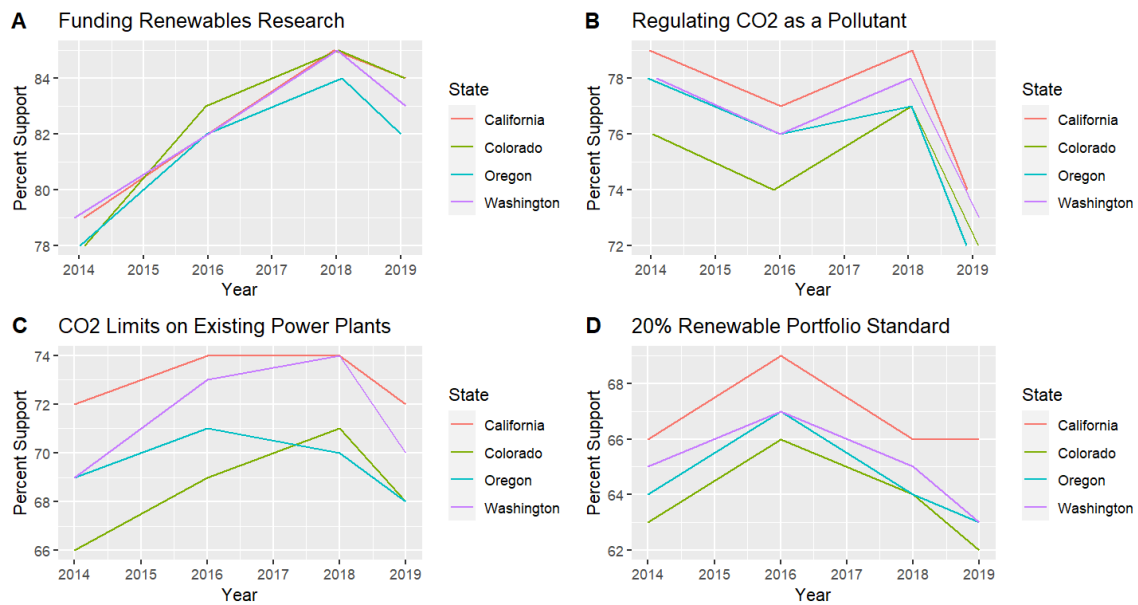 A Funding Renewables Research
Percent Support
84
82
80
78
2014 2015 2016 2017 2018 2019
Year
State
California
Colorado
Oregon
Washington
B Regulating CO2 as a Pollutant
Percent Support
78
76
74
72
2014 2015 2016 2017 2018 2019
Year
State
California
Colorado
Oregon
Washington
C CO2 Limits on Existing Power Plants
Percent Support
74
72
70
68
66
2014 2015 2016 2017 2018 2019
Year
State
California
Colorado
Oregon
Washington
D 20% Renewable Portfolio Standard
Percent Support
68
66
64
62
2014 2015 2016 2017 2018 2019
Year
State
California
Colorado
Oregon
Washington